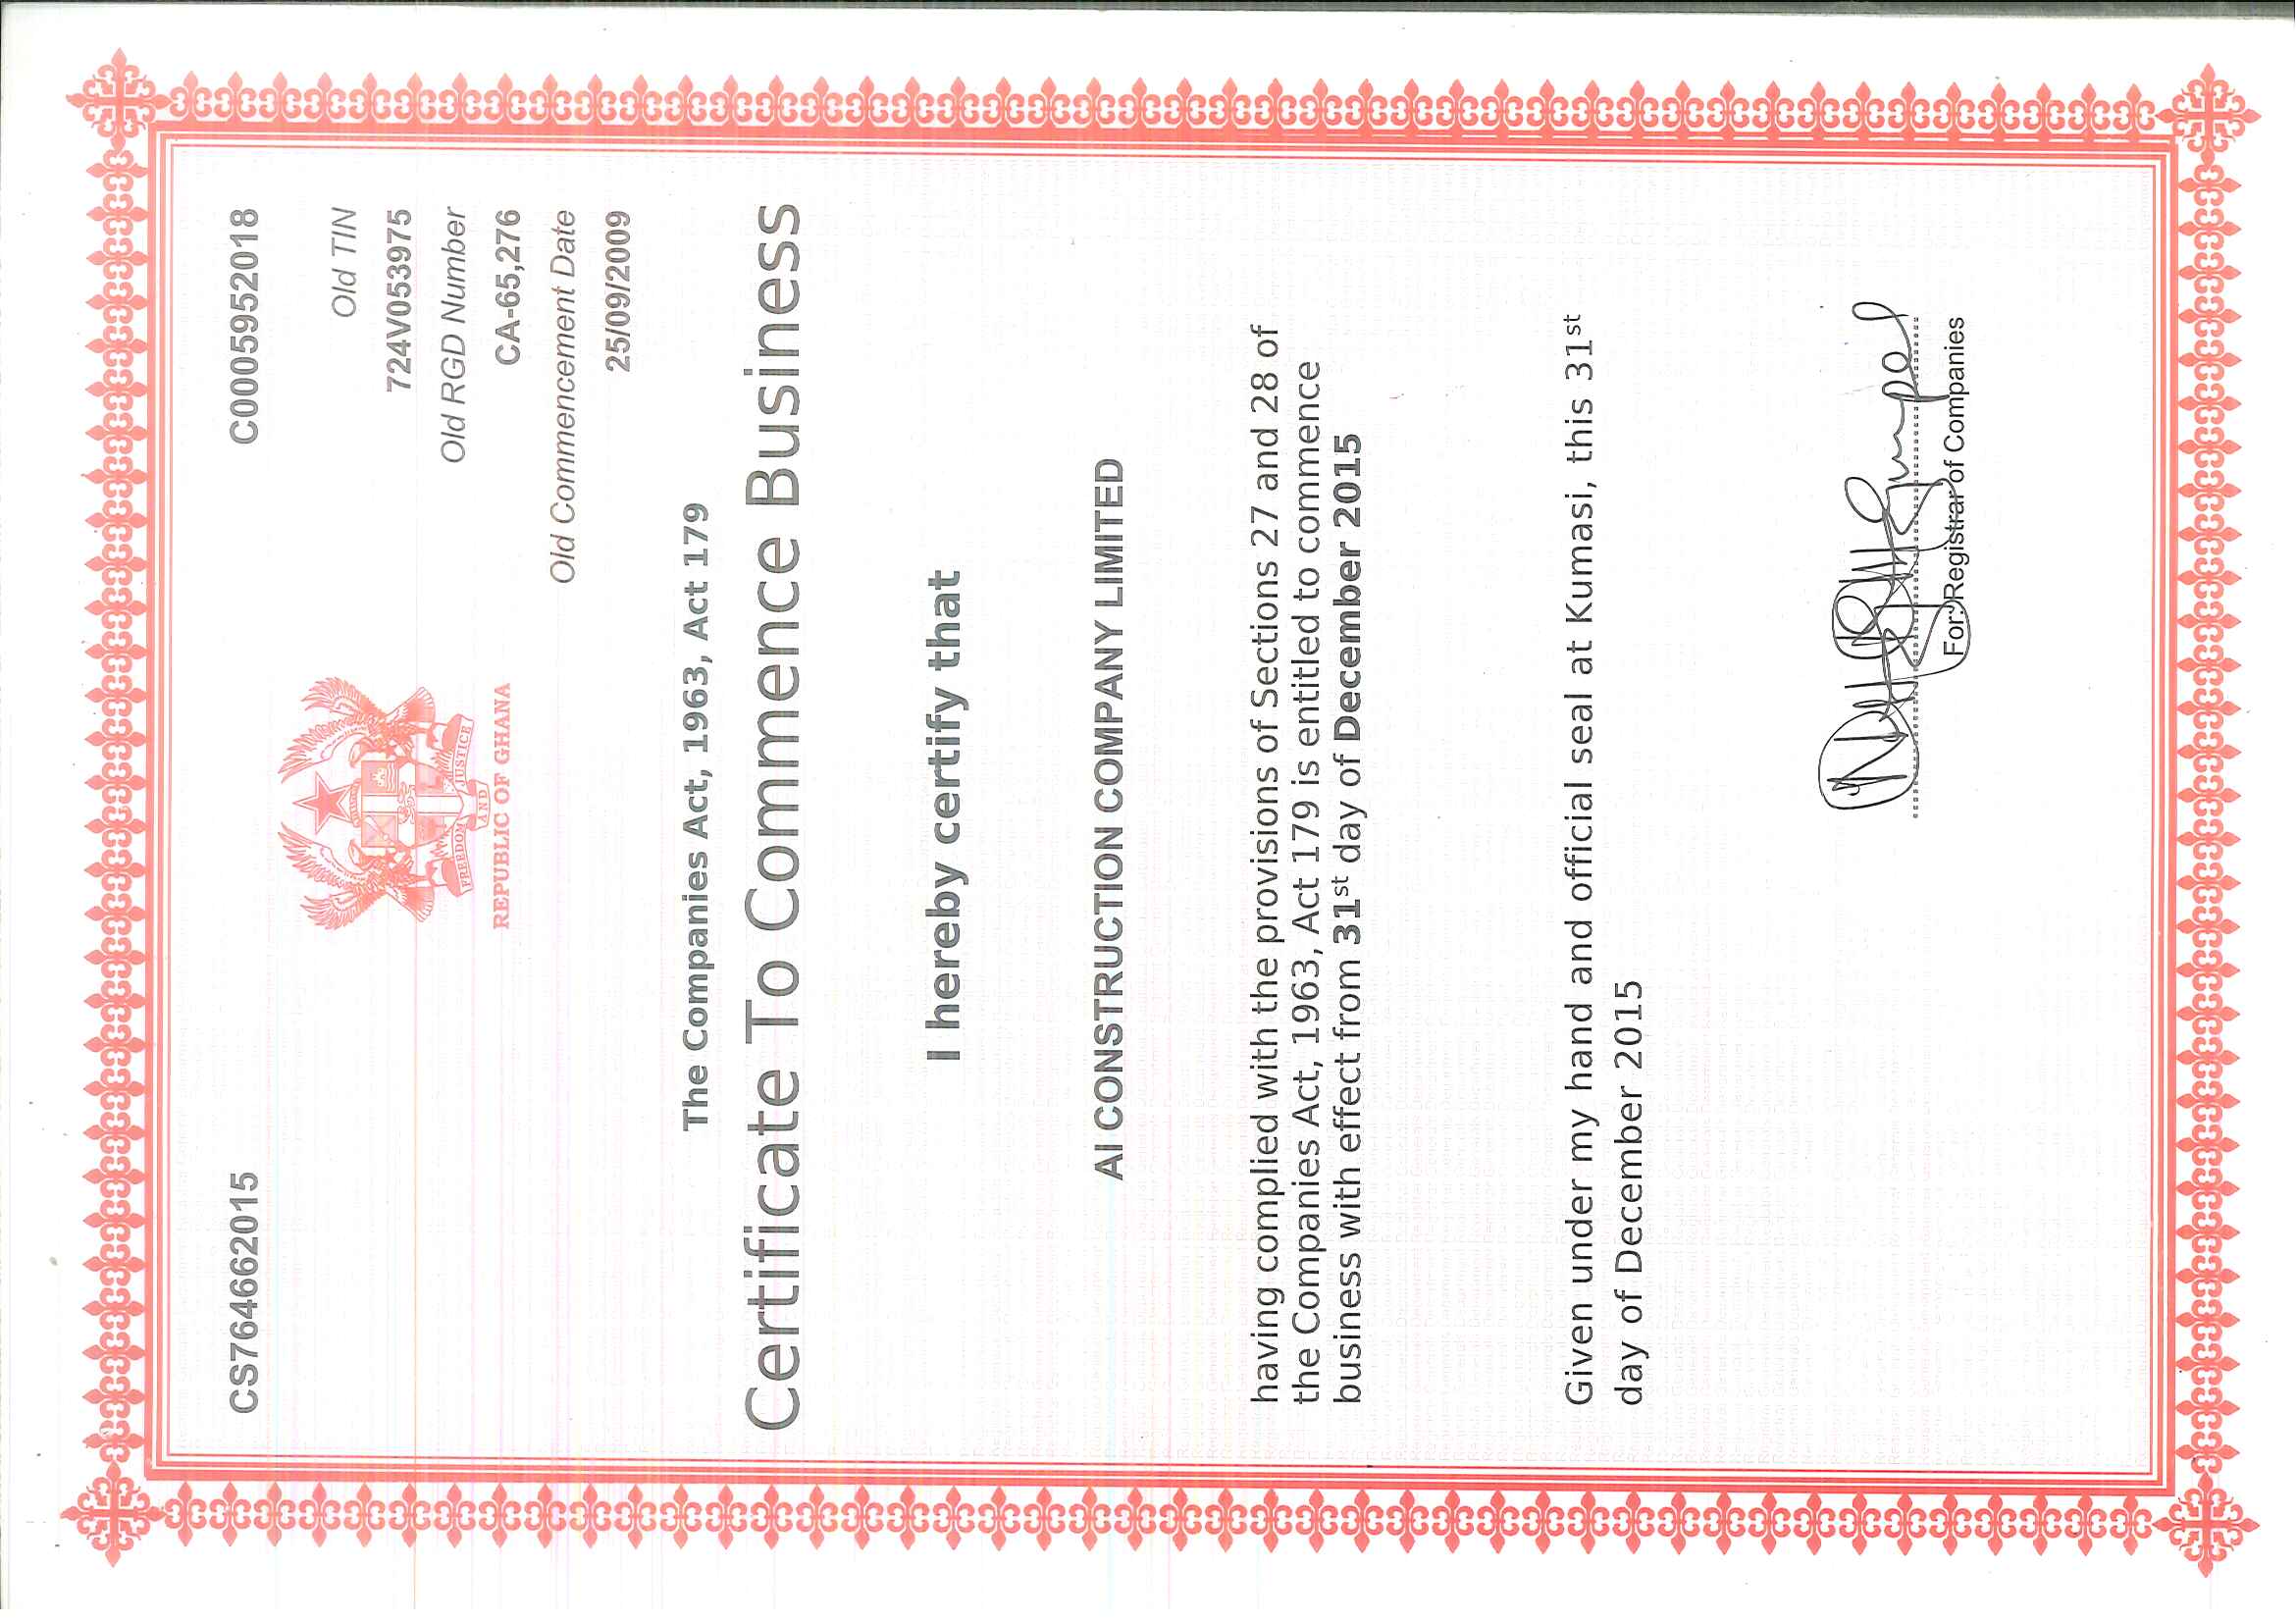 CS764662015
C0005952018
Old TIN
724V053975
Old RGD Number
CA-65,276
Old Commencement Date
25/09/2009
FREEDOM AND JUSTICE
REPUBLIC OF GHANA
The Companies Act, 1963, Act 179
Certificate To Commence Business
I hereby certify that
AI CONSTRUCTION COMPANY LIMITED
having complied with the provisions of Sections 27 and 28 of
the Companies Act, 1963, Act 179 is entitled to commence
business with effect from 31st day of December 2015
Given under my hand and official seal at Kumasi, this 31st
day of December 2015
For: Registrar of Companies